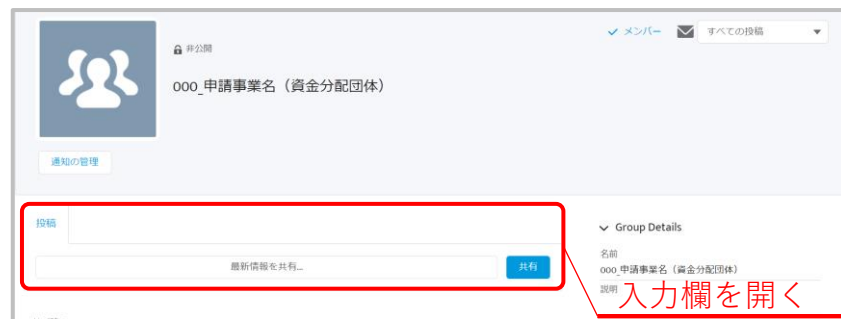 非公開
✓ メンバー
すべての投稿
000_申請事業名（資金分配団体）
通知の管理
投稿
最新情報を共有...
共有
Group Details
名前
000_申請事業名（資金分配団体）
説明
入力欄を開く